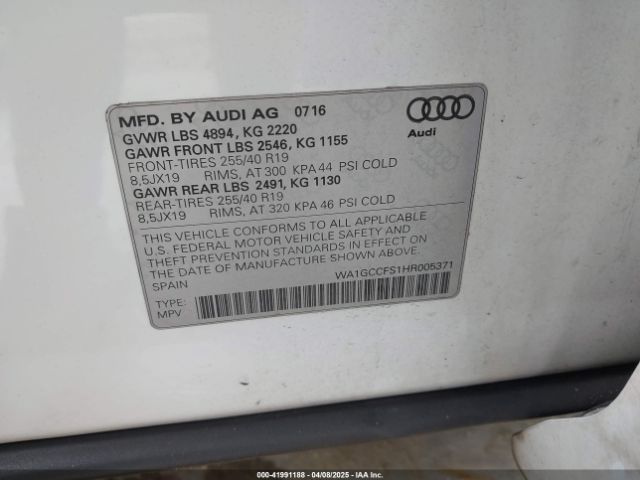 MFD. BY AUDI AG 0716
GVWR LBS 4894, KG 2220
GAWR FRONT LBS 2546, KG 1155
FRONT-TIRES 255/40 R19
8,5JX19 RIMS, AT 300 KPA 44 PSI COLD
GAWR REAR LBS 2491, KG 1130
REAR-TIRES 255/40 R19
8,5JX19 RIMS, AT 320 KPA 46 PSI COLD
Audi
THIS VEHICLE CONFORMS TO ALL APPLICABLE
U.S. FEDERAL MOTOR VEHICLE SAFETY AND
THEFT PREVENTION STANDARDS IN EFFECT ON
THE DATE OF MANUFACTURE SHOWN ABOVE.
SPAIN WA1GCCFS1HR005371
TYPE:
MPV
000-41991188 - 04/08/2025 - IAAI.COM